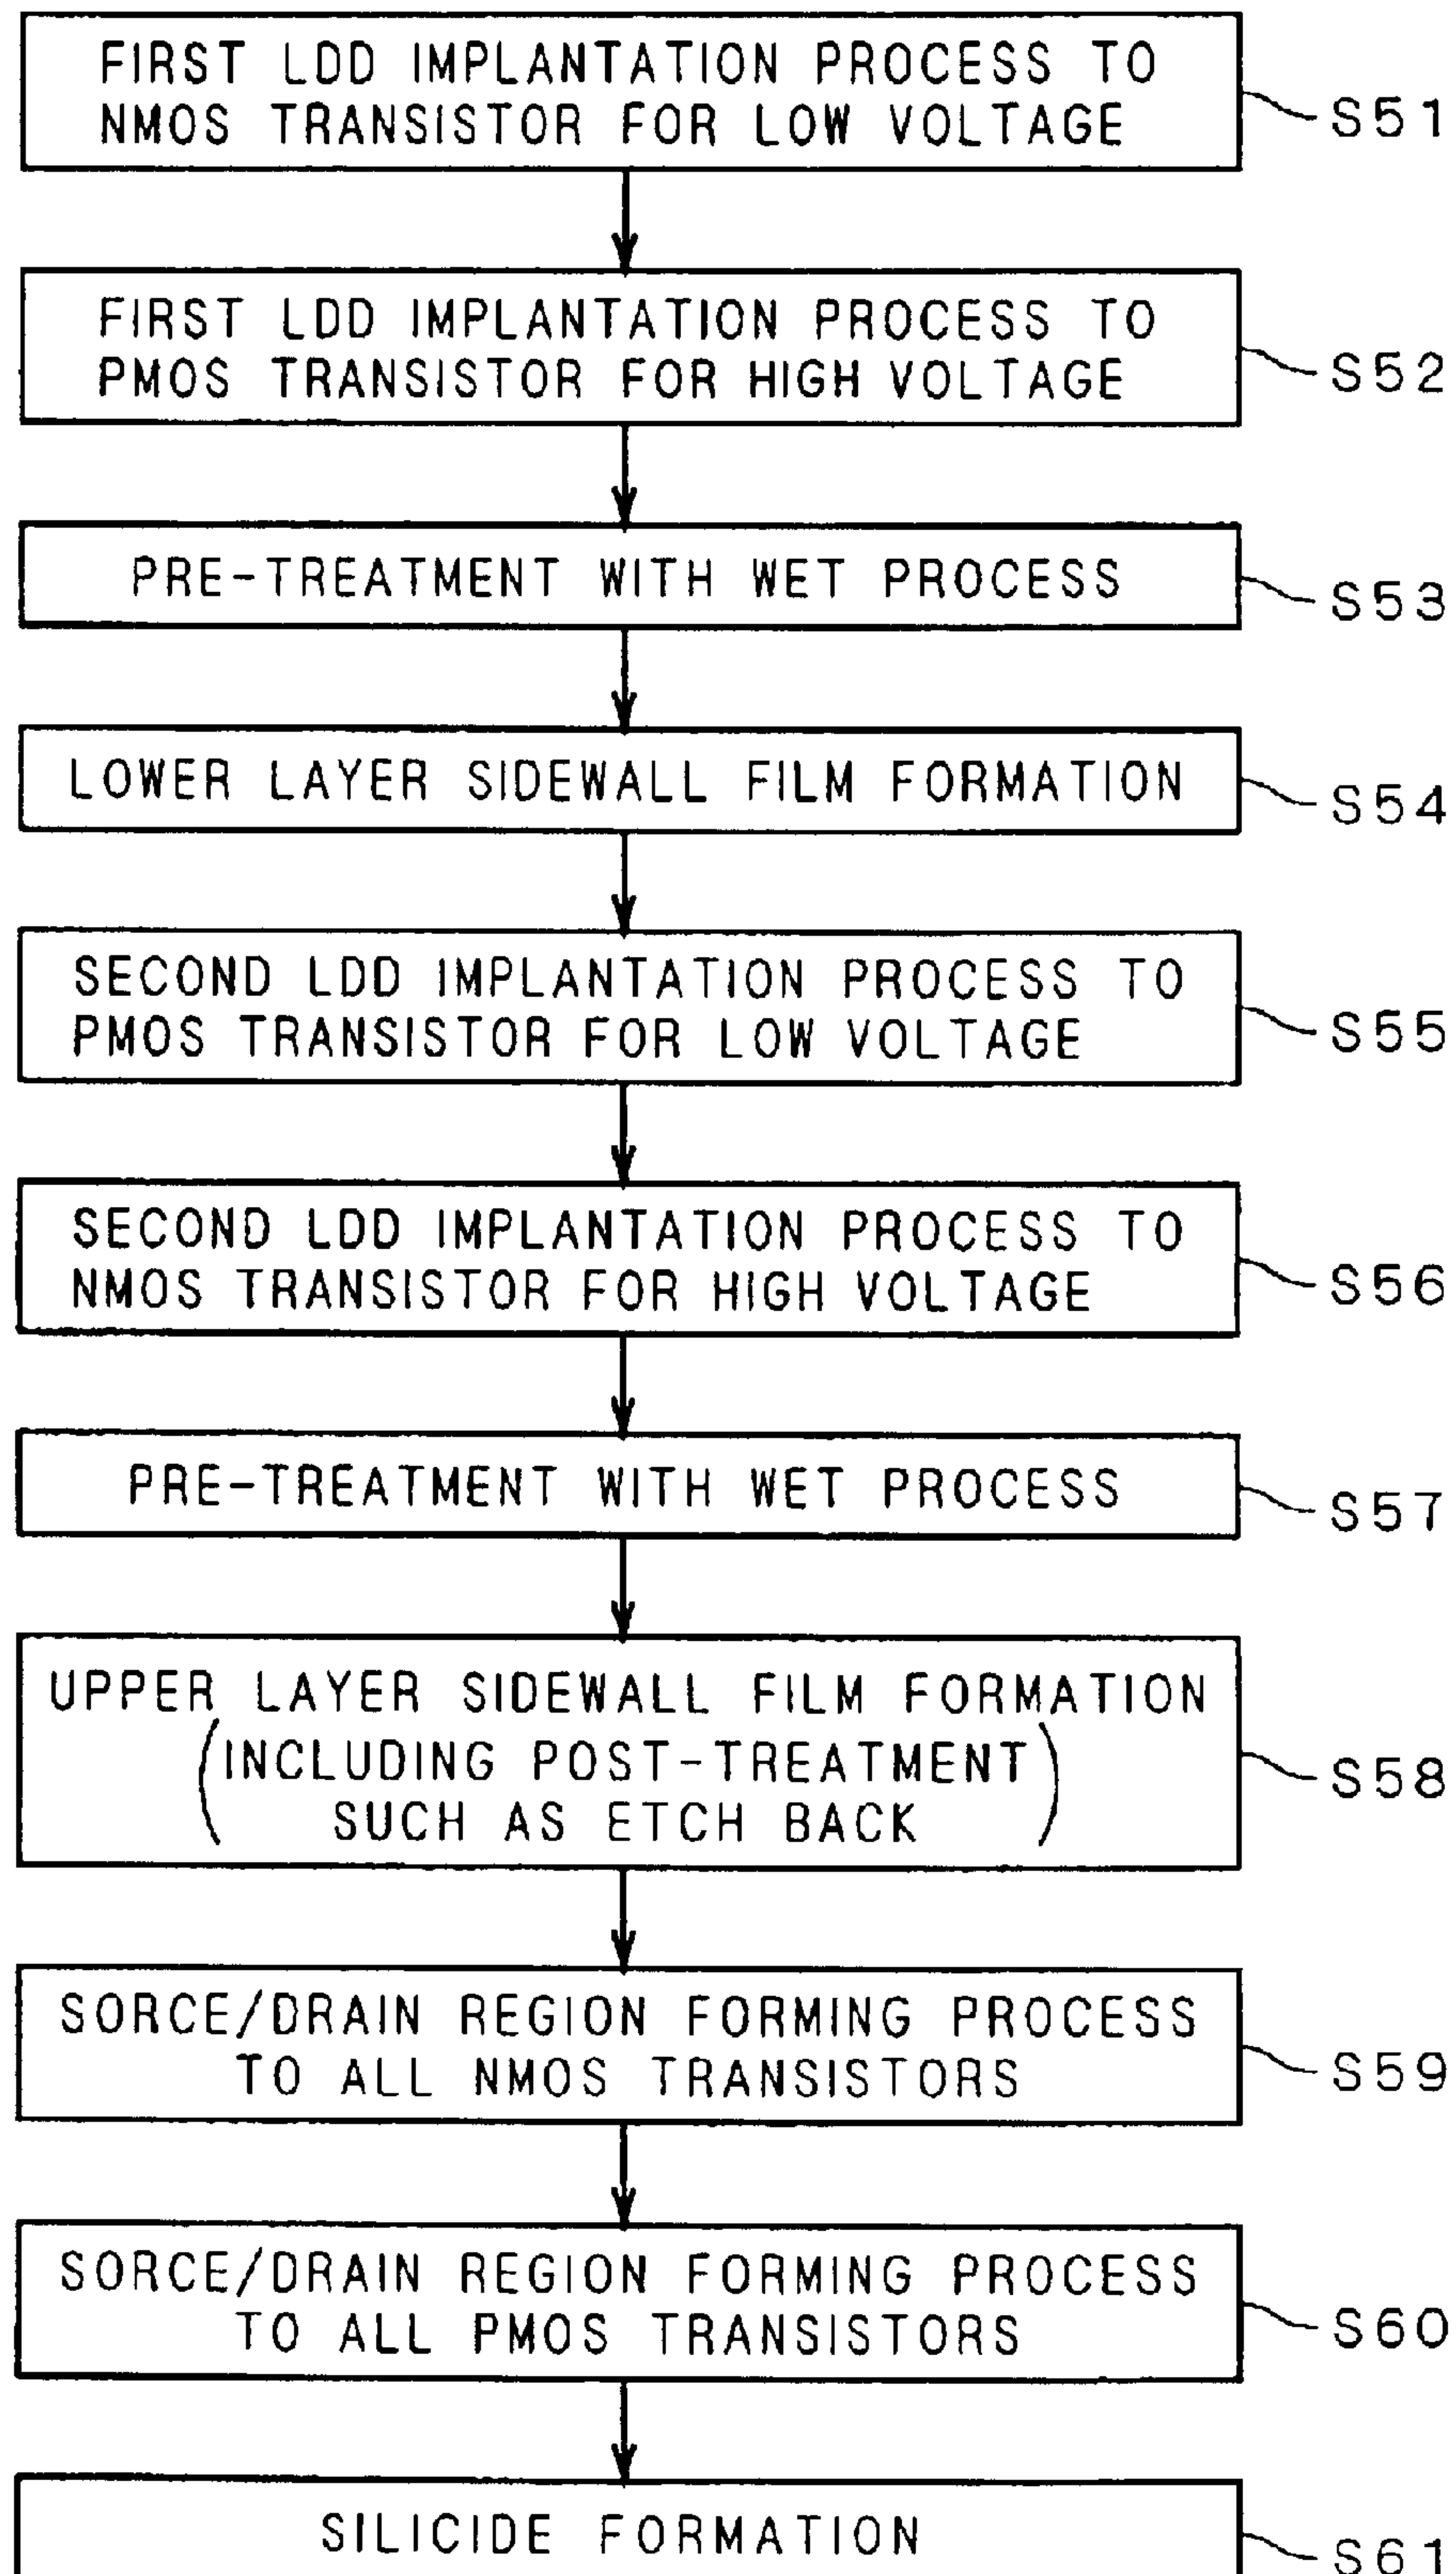 FIRST LDD IMPLANTATION PROCESS TO
NMOS TRANSISTOR FOR LOW VOLTAGE
S51
FIRST LDD IMPLANTATION PROCESS TO
PMOS TRANSISTOR FOR HIGH VOLTAGE
S52
PRE-TREATMENT WITH WET PROCESS
S53
LOWER LAYER SIDEWALL FILM FORMATION
S54
SECOND LDD IMPLANTATION PROCESS TO
PMOS TRANSISTOR FOR LOW VOLTAGE
S55
SECOND LDD IMPLANTATION PROCESS TO
NMOS TRANSISTOR FOR HIGH VOLTAGE
S56
PRE-TREATMENT WITH WET PROCESS
S57
UPPER LAYER SIDEWALL FILM FORMATION
(INCLUDING POST-TREATMENT
SUCH AS ETCH BACK)
S58
SORCE/DRAIN REGION FORMING PROCESS
TO ALL NMOS TRANSISTORS
S59
SORCE/DRAIN REGION FORMING PROCESS
TO ALL PMOS TRANSISTORS
S60
SILICIDE FORMATION
S61